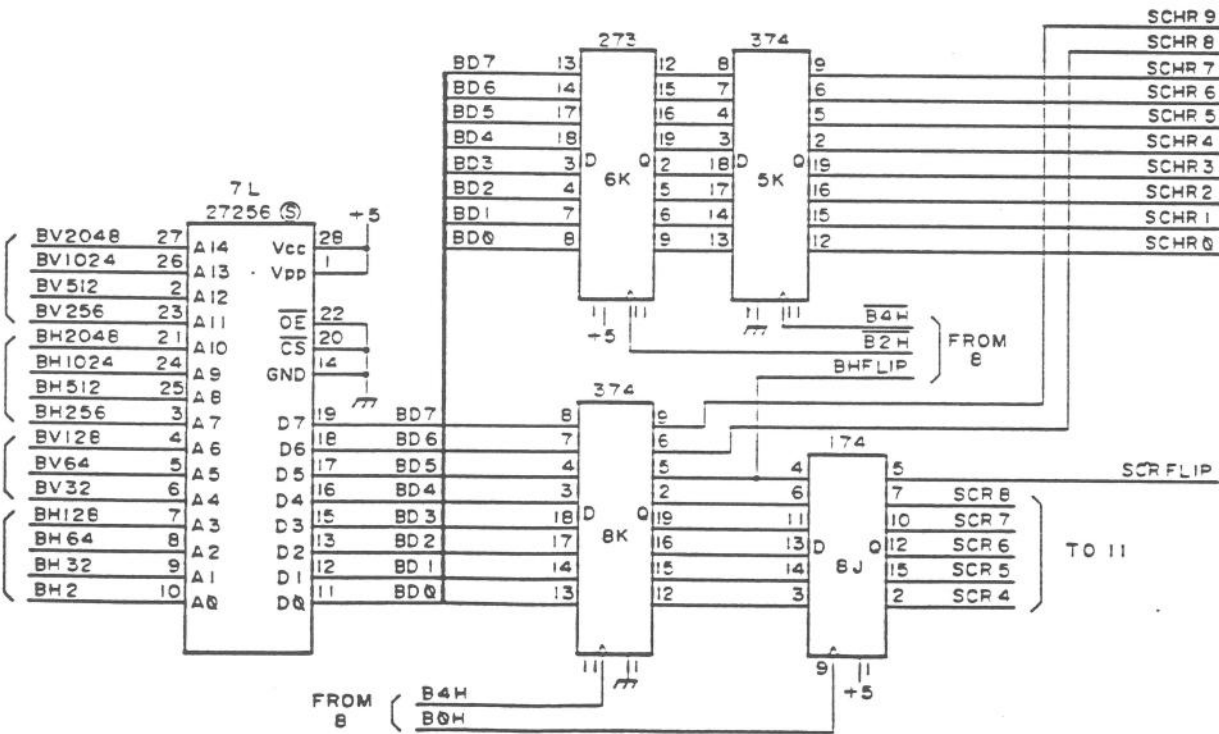 SCHR 9
SCHR 8
SCHR 7
SCHR 6
SCHR 5
SCHR 4
SCHR 3
SCHR 2
SCHR 1
SCHR 0
273
BD7 13 12
BD6 14 15
BD5 17 16
BD4 18 19
BD3 3 D Q 2
BD2 4 5
BD1 7 6
BD0 8 9
6K
1 11
+5
374
8 9
7 6
4 5
3 2
18 D Q 19
17 16
14 15
13 12
5K
1 11
B4H
B2H
BHFLIP
FROM
8
7L
27256 S
+5
BV2048 27 A14 Vcc 28
BV1024 26 A13 Vpp 1
BV512 2 A12
BV256 23 A11 OE 22
BH2048 21 A10 CS 20
BH1024 24 A9 GND 14
BH512 25 A8
BH256 3 A7 D7 19 BD7
BV128 4 A6 D6 18 BD6
BV64 5 A5 D5 17 BD5
BV32 6 A4 D4 16 BD4
BH128 7 A3 D3 15 BD3
BH64 8 A2 D2 13 BD2
BH32 9 A1 D1 12 BD1
BH2 10 A0 D0 11 BD0
374
8 9
7 6
4 5
3 2
18 D Q 19
17 16
14 15
13 12
8K
11 1
174
4 5 SCRFLIP
6 7 SCR 8
11 10 SCR 7
13 D Q 12 SCR 6
14 15 SCR 5
3 2 SCR 4
8J
9 1
+5
TO 11
FROM
8
B4H
B0H